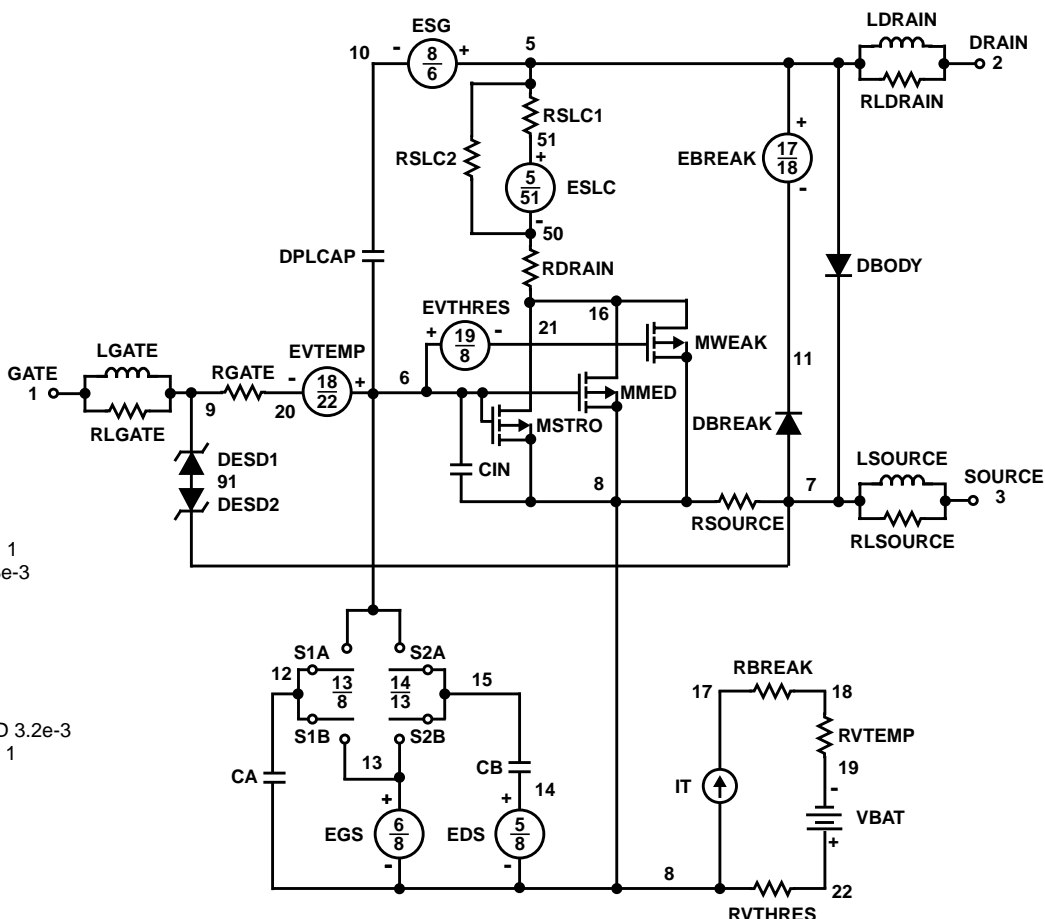 ESG
LDRAIN
10 - 8/6 + 5
DRAIN
2
RLDRAIN
RSLC1
51
RSLC2
+
5/51
ESLC
-
50
+
EBREAK 17/18
-
DPLCAP
RDRAIN
DBODY
EVTHRES
+ 19/8 -
21
16
MWEAK
11
LGATE
GATE
1
RLGATE
9
RGATE
20
EVTEMP
- 18/22 +
6
MMED
MSTRO
DBREAK
DESD1
91
DESD2
CIN
8
RSOURCE
7
LSOURCE
SOURCE
3
RLSOURCE
1
e-3
S1A
S2A
12
13/8
14/13
15
S1B
S2B
13
D 3.2e-3
1
CA
CB
14
+
EGS 6/8
-
+
EDS 5/8
-
8
RBREAK
17
18
RVTEMP
19
IT
-
VBAT
+
22
RVTHRES